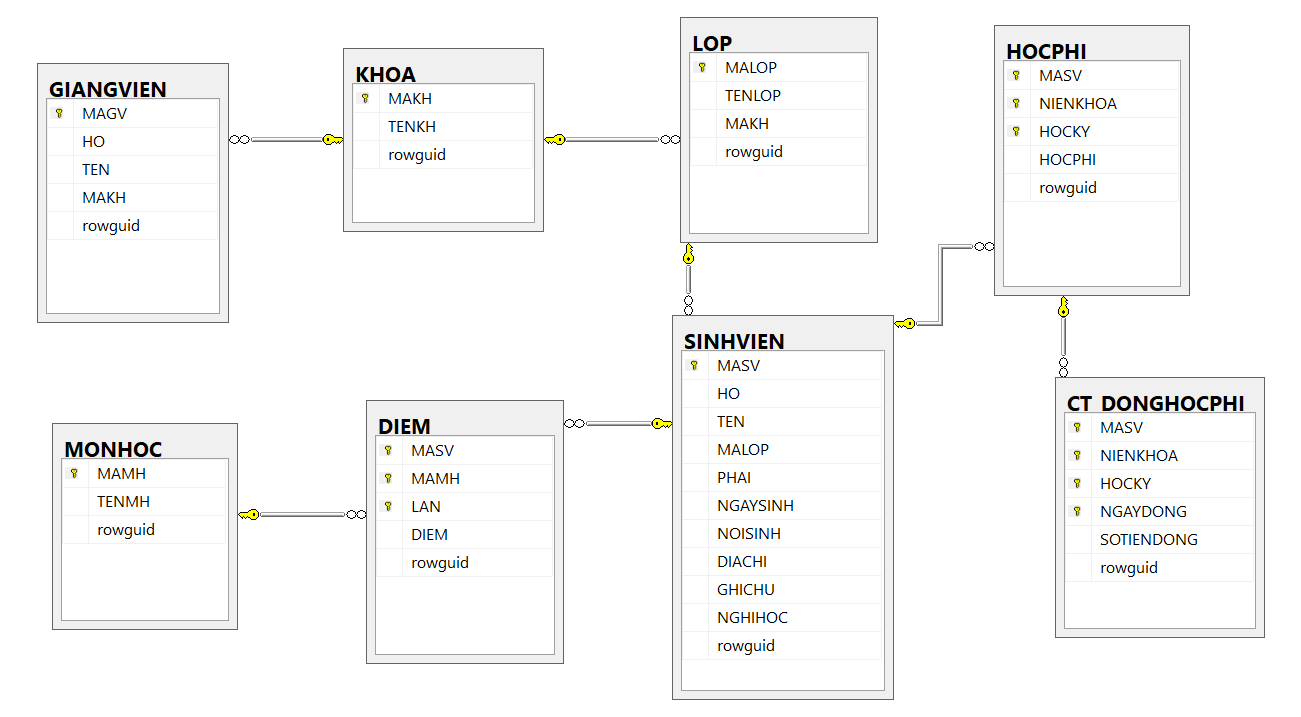 GIANGVIEN
MAGV
HO
TEN
MAKH
rowguid
KHOA
MAKH
TENKH
rowguid
LOP
MALOP
TENLOP
MAKH
rowguid
HOCPHI
MASV
NIENKHOA
HOCKY
HOCPHI
rowguid
MONHOC
MAMH
TENMH
rowguid
DIEM
MASV
MAMH
LAN
DIEM
rowguid
SINHVIEN
MASV
HO
TEN
MALOP
PHAI
NGAYSINH
NOISINH
DIACHI
GHICHU
NGHIHOC
rowguid
CT_DONGHOCPHI
MASV
NIENKHOA
HOCKY
NGAYDONG
SOTIENDONG
rowguid